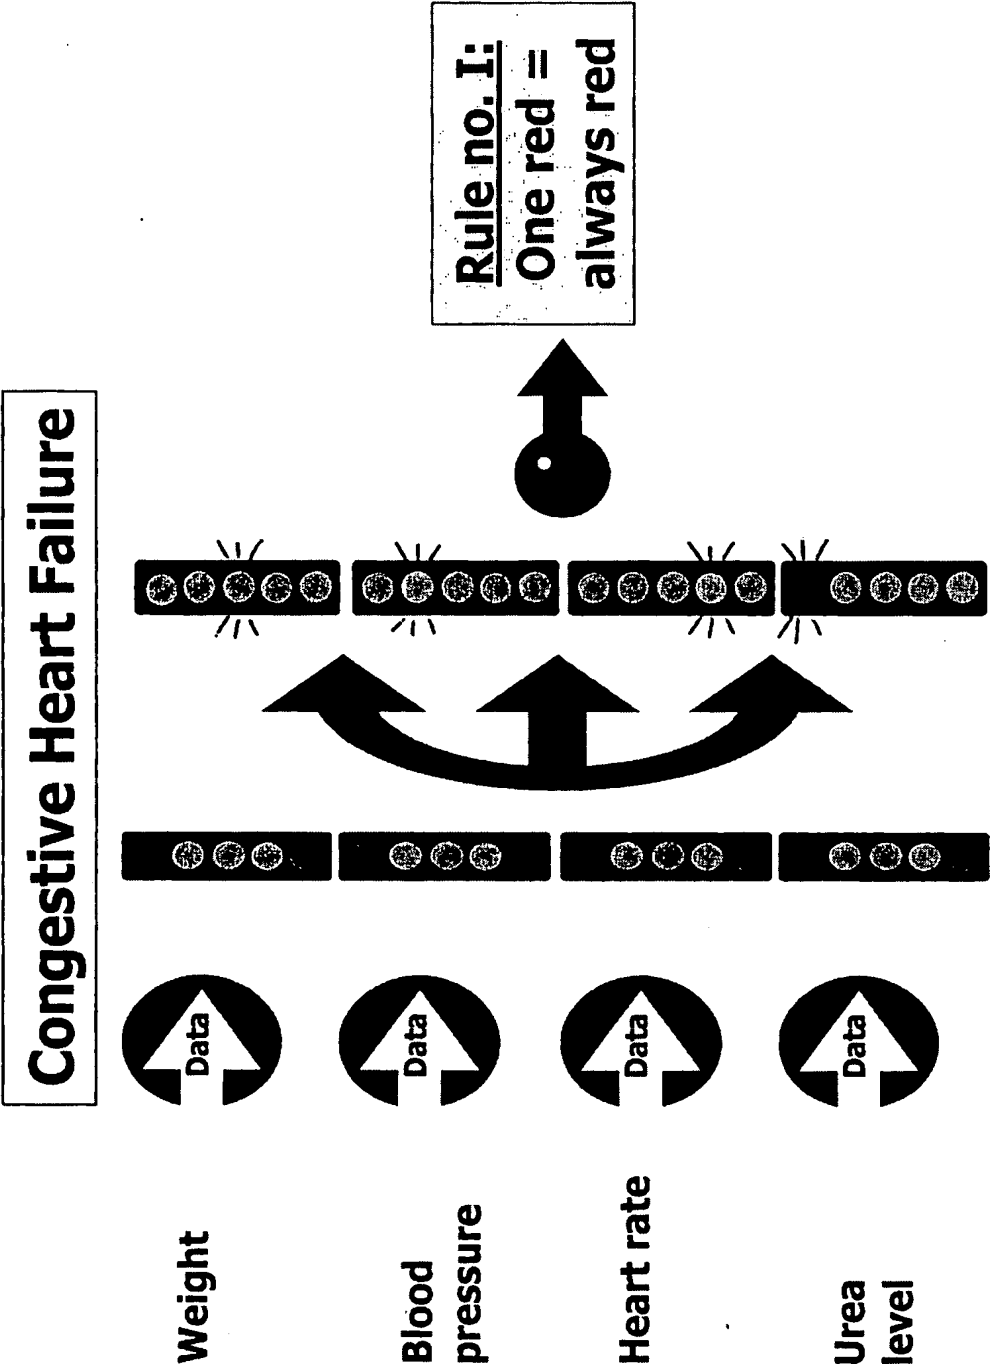 Congestive Heart Failure
Weight
Data
Blood
pressure
Data
Heart rate
Data
Urea
level
Data
Rule no. I:
One red =
always red